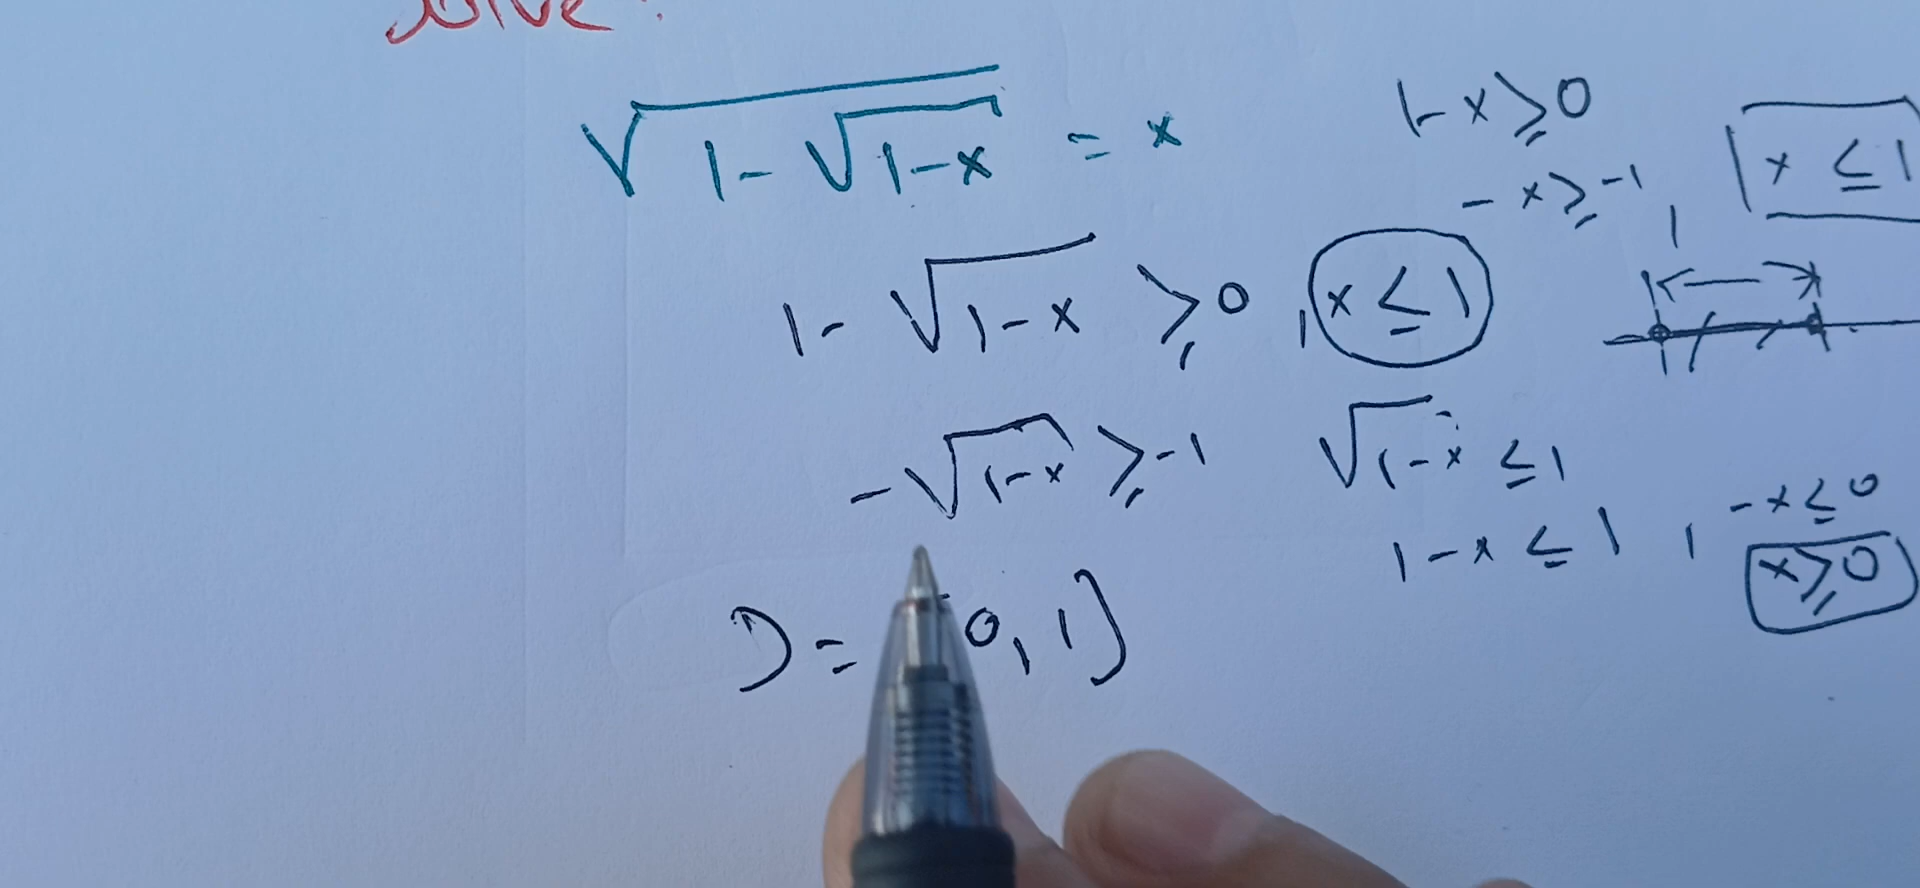 solve:
√(1-√(1-x)) = x
1-x ≥ 0
-x ≥ -1
x ≤ 1
1-√(1-x) ≥ 0, x ≤ 1
-√(1-x) ≥ -1
√(1-x) ≤ 1
1-x ≤ 1, -x ≤ 0
x ≥ 0
D = [0, 1]